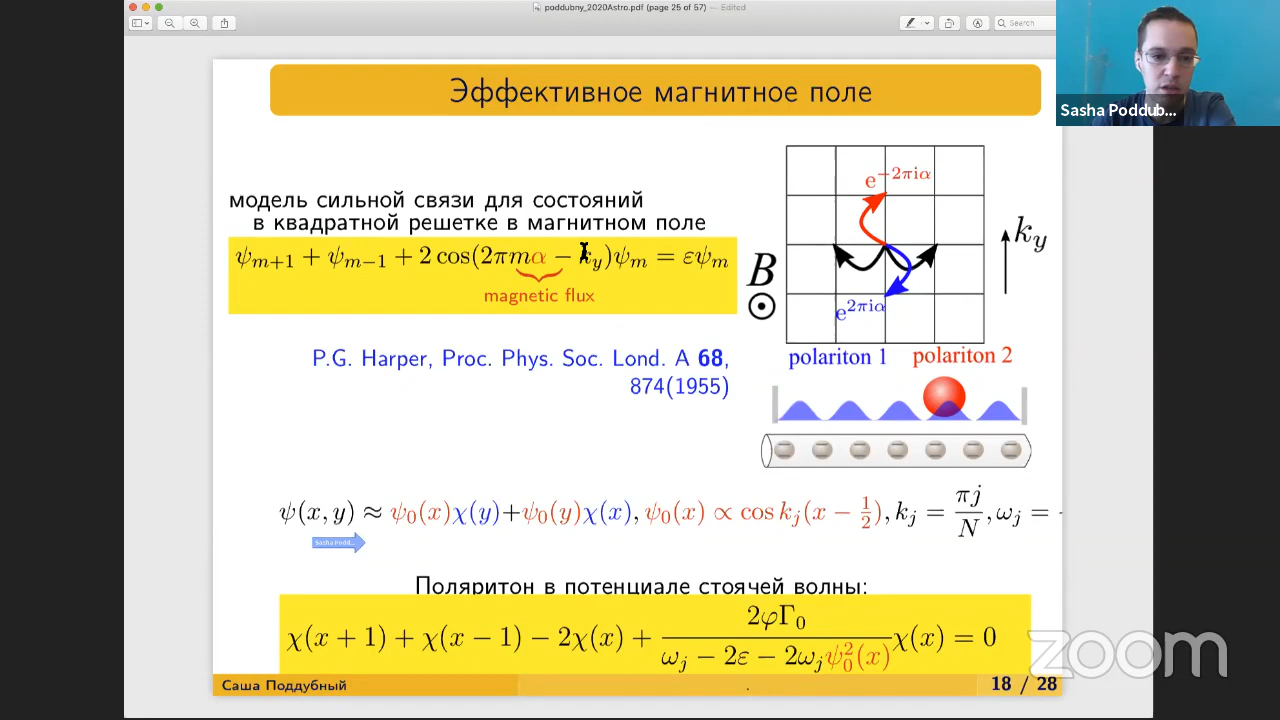 poddubny_2020Astro.pdf (page 25 of 57) — Edited
Search
Sasha Poddub...
Эффективное магнитное поле
модель сильной связи для состояний
в квадратной решетке в магнитном поле
ψ_{m+1} + ψ_{m−1} + 2 cos(2πmα − k_y)ψ_m = εψ_m
magnetic flux
P.G. Harper, Proc. Phys. Soc. Lond. A 68,
874(1955)
e^{−2πiα}
k_y
B
e^{2πiα}
polariton 1 polariton 2
ψ(x, y) ≈ ψ_0(x)χ(y)+ψ_0(y)χ(x), ψ_0(x) ∝ cos k_j(x − 1/2), k_j = πj/N, ω_j = -
Sasha Podd...
Поляритон в потенциале стоячей волны:
χ(x + 1) + χ(x − 1) − 2χ(x) + 2φΓ_0/(ω_j − 2ε − 2ω_jψ_0^2(x)) χ(x) = 0
Саша Поддубный . 18 / 28
zoom